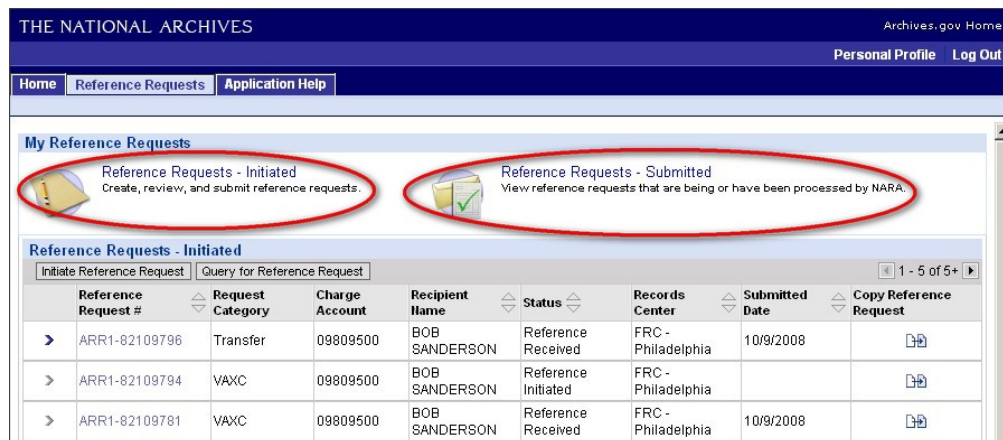 THE NATIONAL ARCHIVES
Archives.gov Home
Personal Profile Log Out
Home Reference Requests Application Help
My Reference Requests
Reference Requests - Initiated
Create, review, and submit reference requests.
Reference Requests - Submitted
View reference requests that are being or have been processed by NARA.
Reference Requests - Initiated
Initiate Reference Request Query for Reference Request 1 - 5 of 5+
Reference Request # Request Category Charge Account Recipient Name Status Records Center Submitted Date Copy Reference Request
ARR1-82109796 Transfer 09809500 BOB SANDERSON Reference Received FRC - Philadelphia 10/9/2008
ARR1-82109794 VAXC 09809500 BOB SANDERSON Reference Initiated FRC - Philadelphia
ARR1-82109781 VAXC 09809500 BOB SANDERSON Reference Received FRC - Philadelphia 10/9/2008